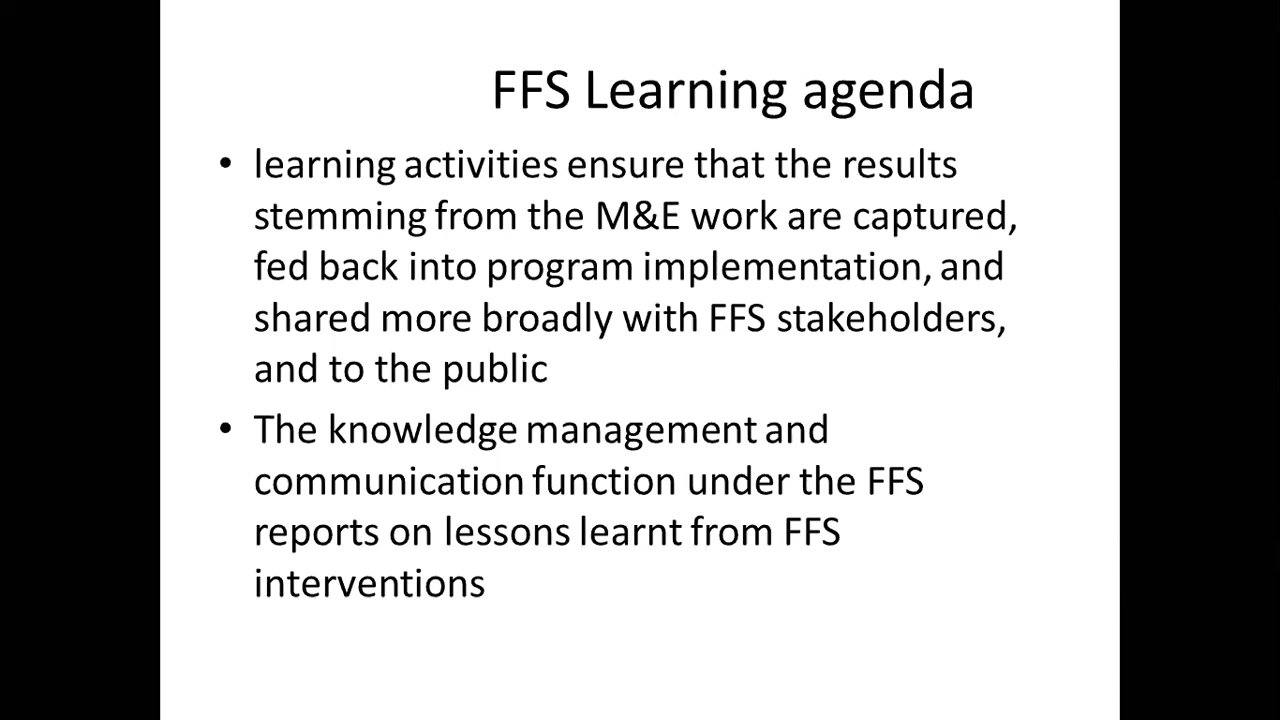 FFS Learning agenda
• learning activities ensure that the results
stemming from the M&E work are captured,
fed back into program implementation, and
shared more broadly with FFS stakeholders,
and to the public
• The knowledge management and
communication function under the FFS
reports on lessons learnt from FFS
interventions